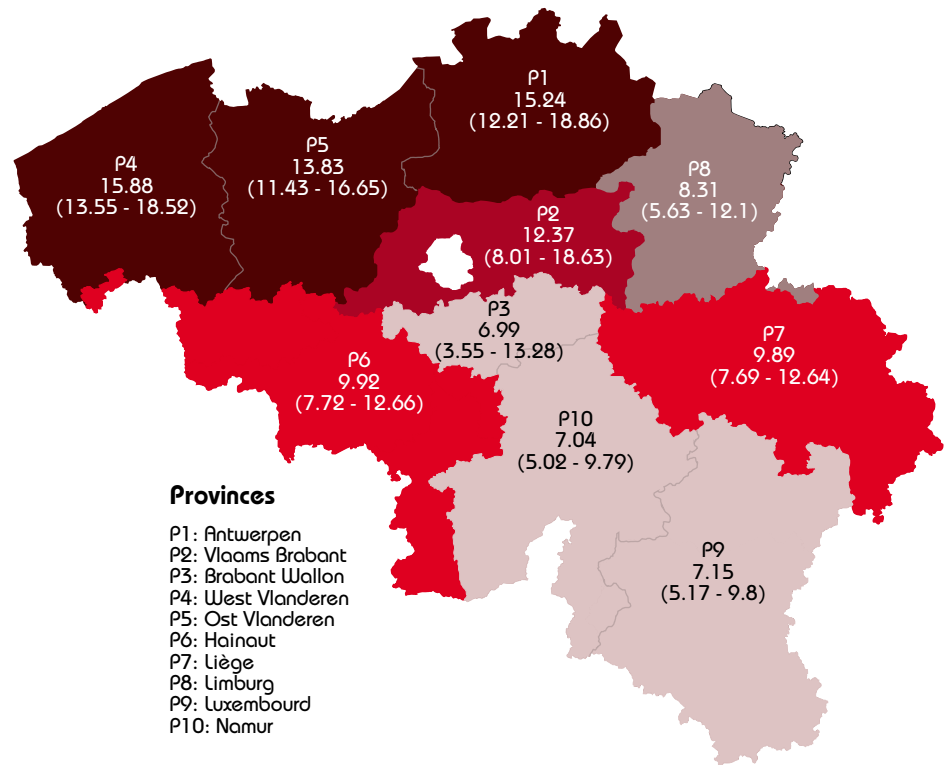 P1
15.24
(12.21 - 18.86)
P5
13.83
(11.43 - 16.65)
P4
15.88
(13.55 - 18.52)
P8
8.31
(5.63 - 12.1)
P2
12.37
(8.01 - 18.63)
P3
6.99
(3.55 - 13.28)
P7
9.89
(7.69 - 12.64)
P6
9.92
(7.72 - 12.66)
P10
7.04
(5.02 - 9.79)
P9
7.15
(5.17 - 9.8)
Provinces
P1: Antwerpen
P2: Vlaams Brabant
P3: Brabant Wallon
P4: West Vlanderen
P5: Ost Vlanderen
P6: Hainaut
P7: Liège
P8: Limburg
P9: Luxembourd
P10: Namur